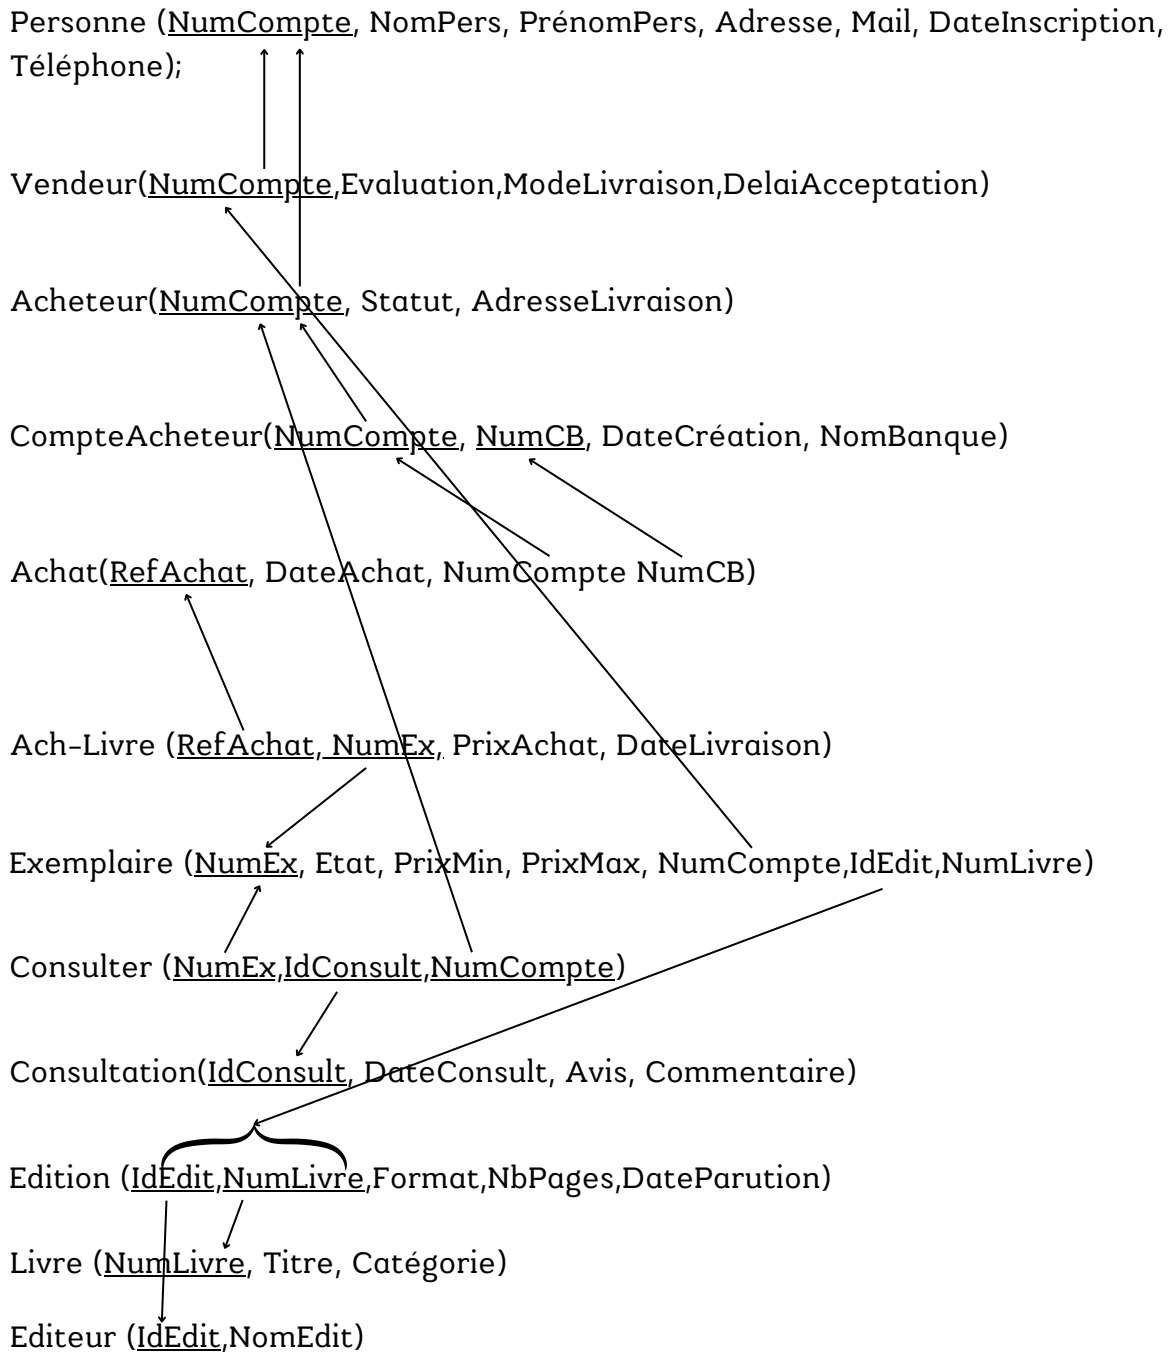 Personne (NumCompte, NomPers, PrénomPers, Adresse, Mail, DateInscription,
Téléphone);
Vendeur(NumCompte,Evaluation,ModeLivraison,DelaiAcceptation)
Acheteur(NumCompte, Statut, AdresseLivraison)
CompteAcheteur(NumCompte, NumCB, DateCréation, NomBanque)
Achat(RefAchat, DateAchat, NumCompte NumCB)
Ach-Livre (RefAchat, NumEx, PrixAchat, DateLivraison)
Exemplaire (NumEx, Etat, PrixMin, PrixMax, NumCompte,IdEdit,NumLivre)
Consulter (NumEx,IdConsult,NumCompte)
Consultation(IdConsult, DateConsult, Avis, Commentaire)
Edition (IdEdit,NumLivre,Format,NbPages,DateParution)
Livre (NumLivre, Titre, Catégorie)
Editeur (IdEdit,NomEdit)